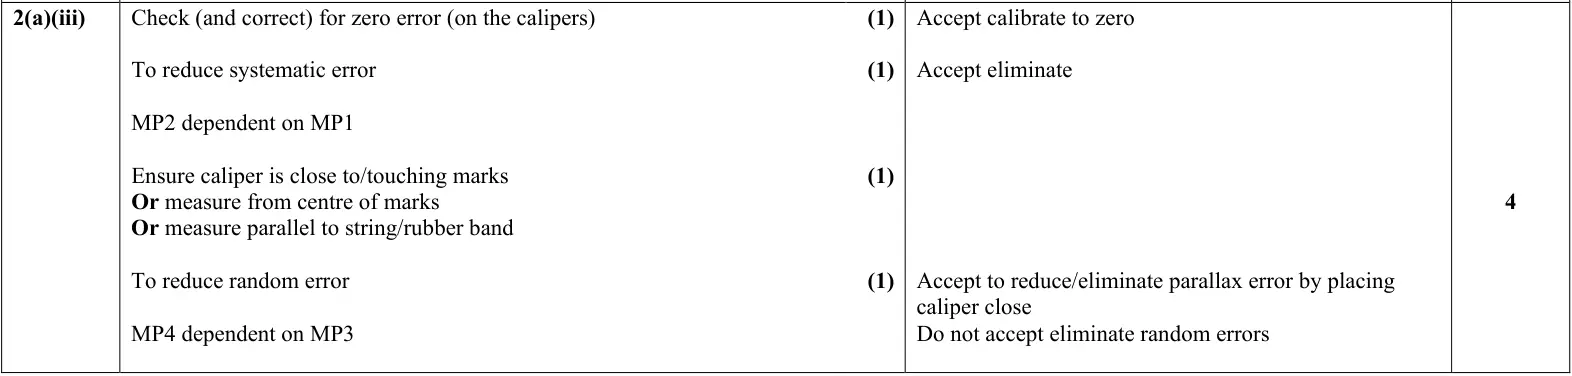 2(a)(iii) Check (and correct) for zero error (on the calipers) (1) Accept calibrate to zero
To reduce systematic error (1) Accept eliminate
MP2 dependent on MP1
Ensure caliper is close to/touching marks (1)
Or measure from centre of marks 4
Or measure parallel to string/rubber band
To reduce random error (1) Accept to reduce/eliminate parallax error by placing
caliper close
MP4 dependent on MP3 Do not accept eliminate random errors